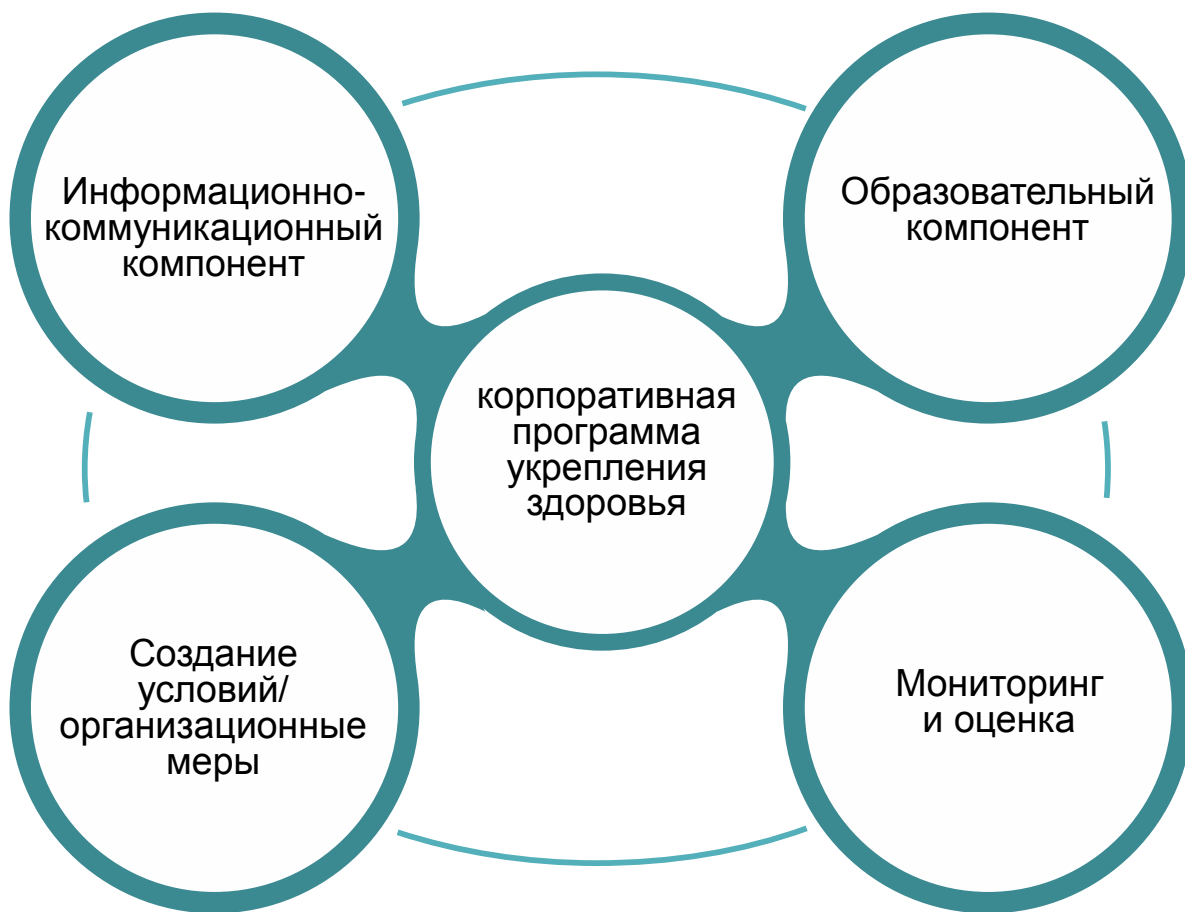 Информационно-
коммуникационный
компонент
Образовательный
компонент
корпоративная
программа
укрепления
здоровья
Создание
условий/
организационные
меры
Мониторинг
и оценка